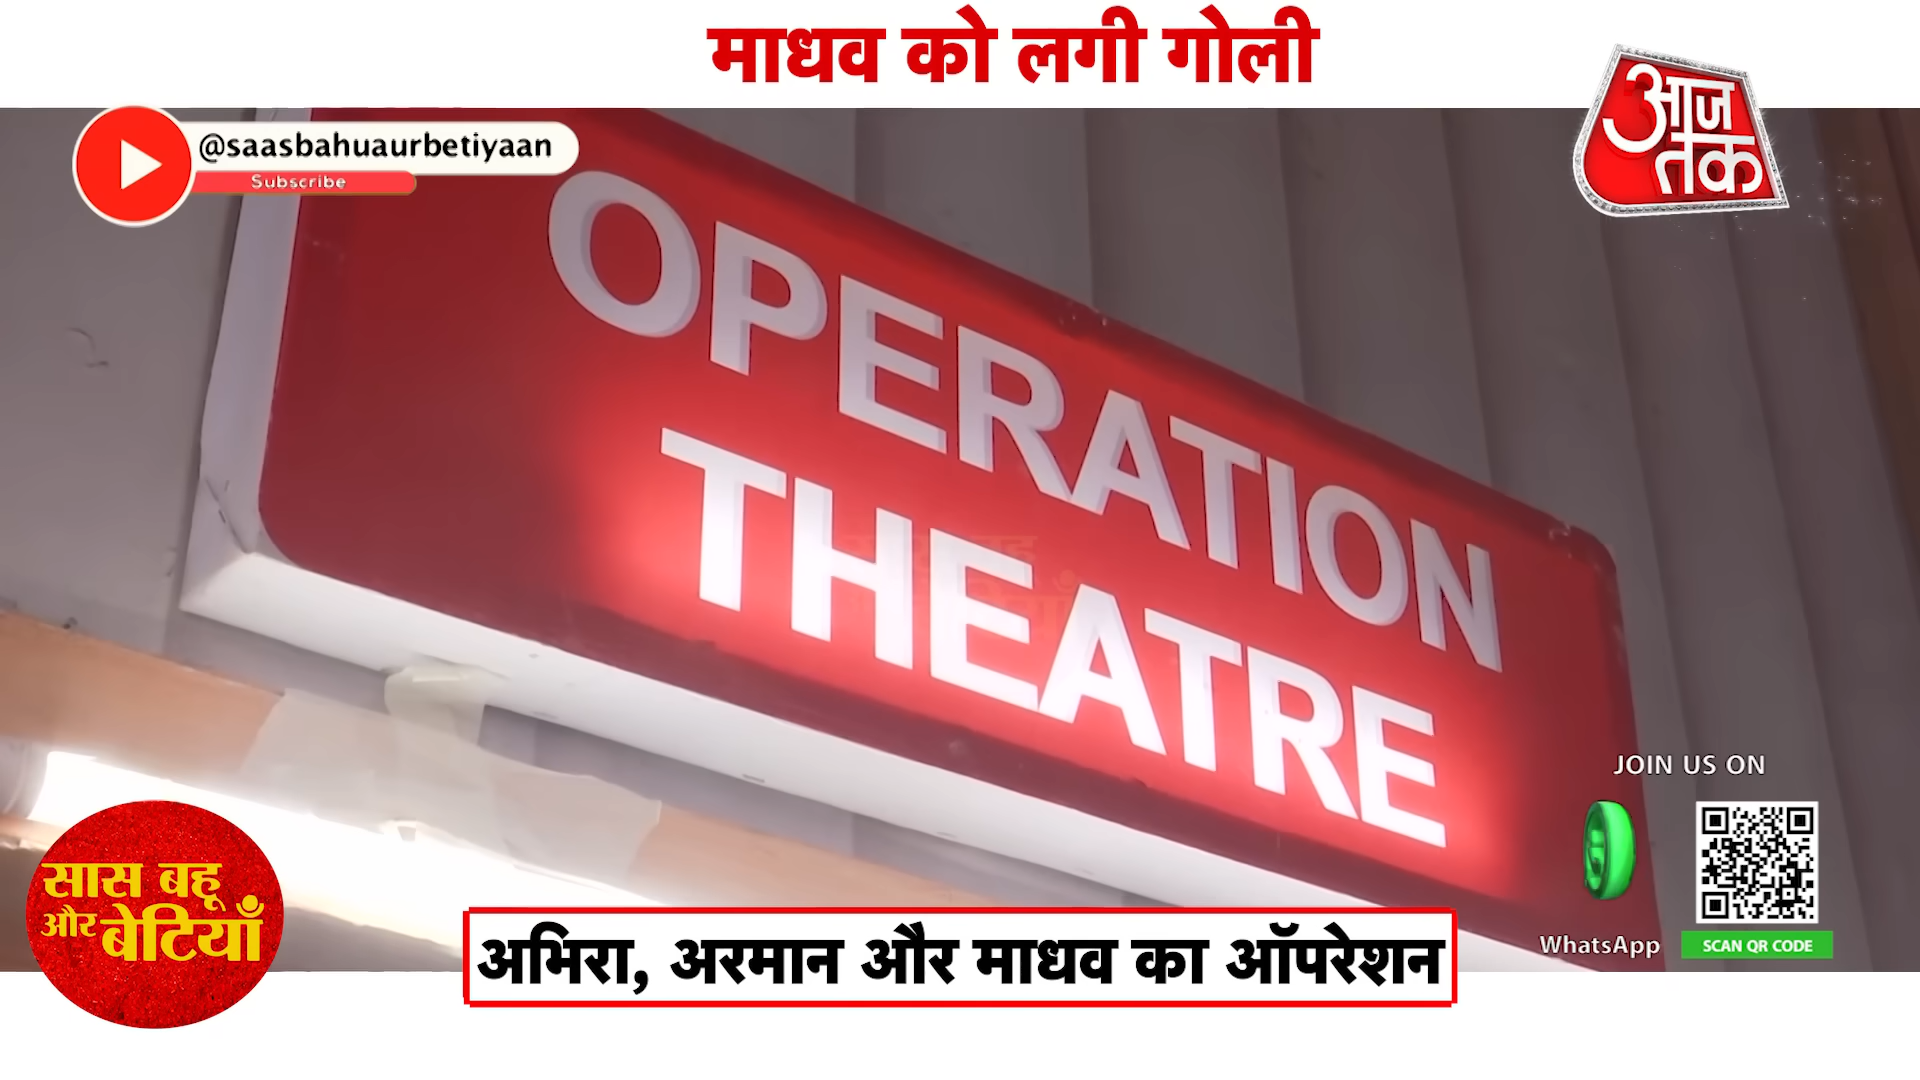 माधव को लगी गोली
आज
तक
@saasbahuaurbetiyaan
Subscribe
OPERATION
THEATRE
JOIN US ON
WhatsApp
SCAN QR CODE
सास बहू
और बेटियाँ
अभिरा, अरमान और माधव का ऑपरेशन